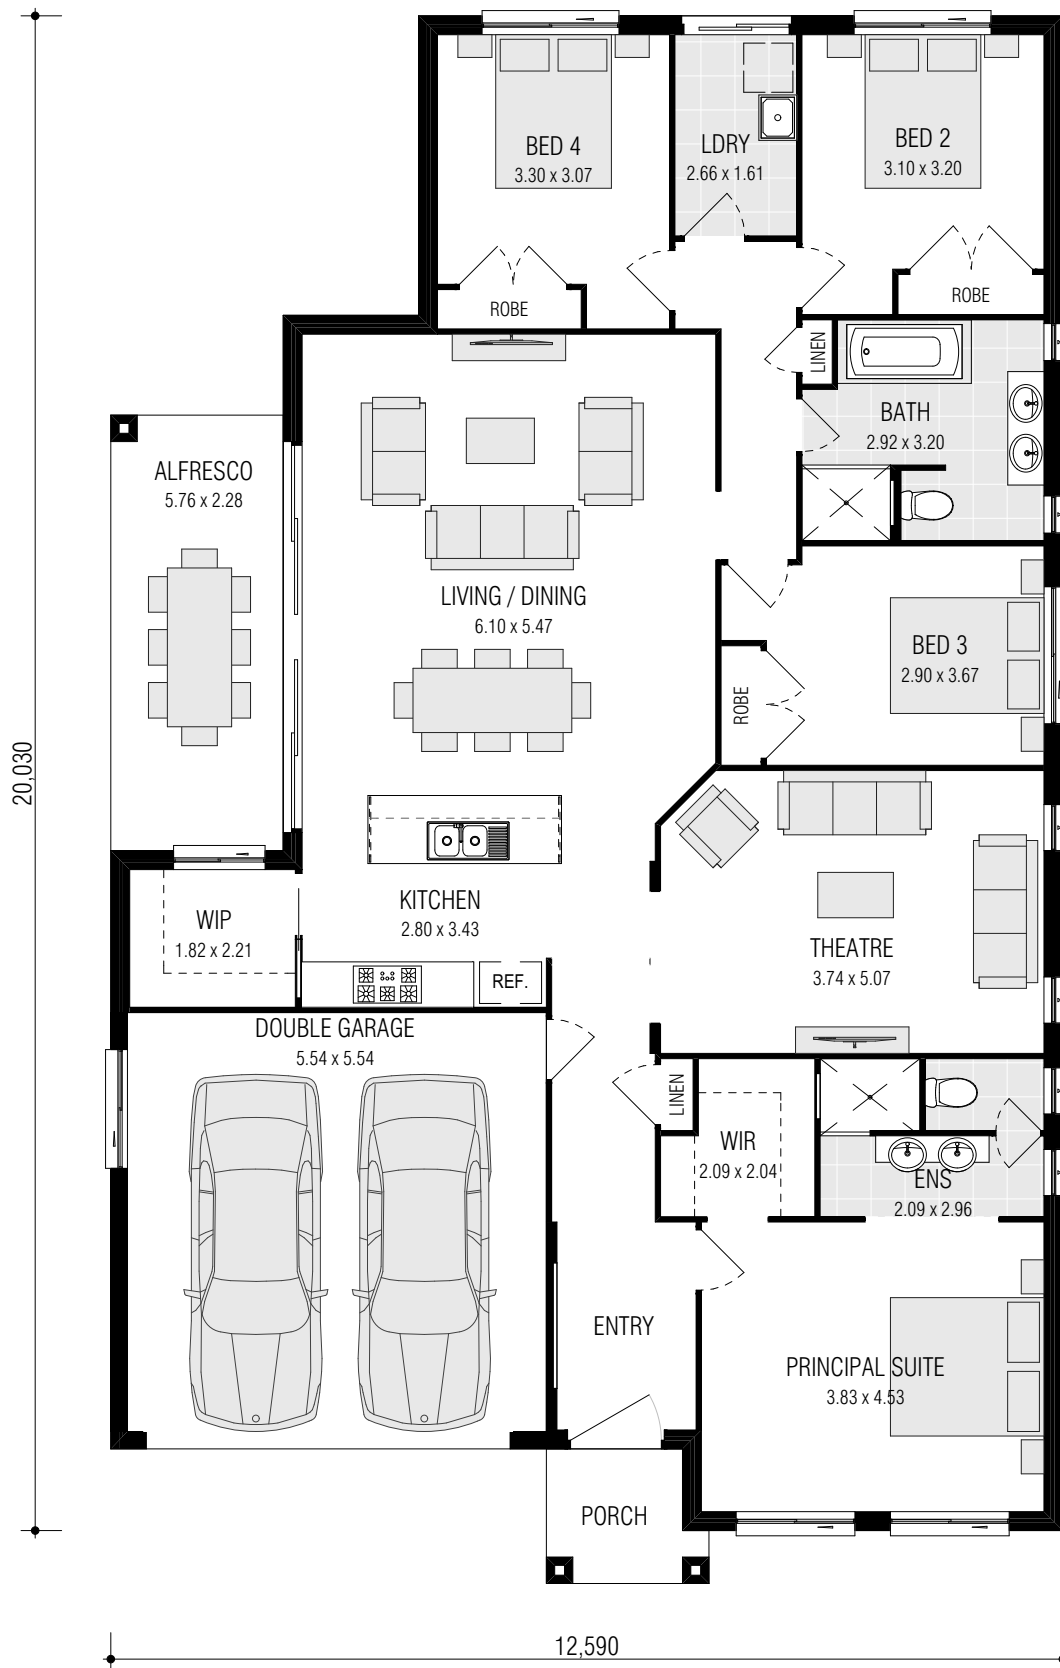 BED 4
3.30 x 3.07
LDRY
2.66 x 1.61
BED 2
3.10 x 3.20
ROBE
ROBE
LINEN
BATH
2.92 x 3.20
ALFRESCO
5.76 x 2.28
LIVING / DINING
6.10 x 5.47
BED 3
2.90 x 3.67
ROBE
20,030
KITCHEN
2.80 x 3.43
WIP
1.82 x 2.21
THEATRE
3.74 x 5.07
REF.
DOUBLE GARAGE
5.54 x 5.54
LINEN
WIR
2.09 x 2.04
ENS
2.09 x 2.96
ENTRY
PRINCIPAL SUITE
3.83 x 4.53
PORCH
12,590